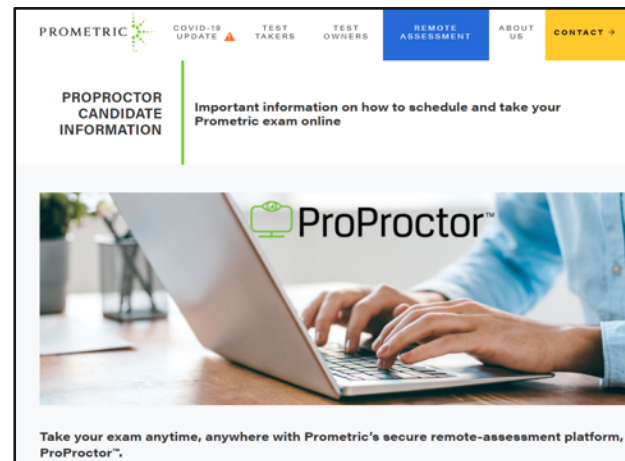 PROMETRIC
COVID-19
UPDATE
TEST
TAKERS
TEST
OWNERS
REMOTE
ASSESSMENT
ABOUT
US
CONTACT →
PROPROCTOR
CANDIDATE
INFORMATION
Important information on how to schedule and take your
Prometric exam online
ProProctor™
Take your exam anytime, anywhere with Prometric's secure remote-assessment platform,
ProProctor™.